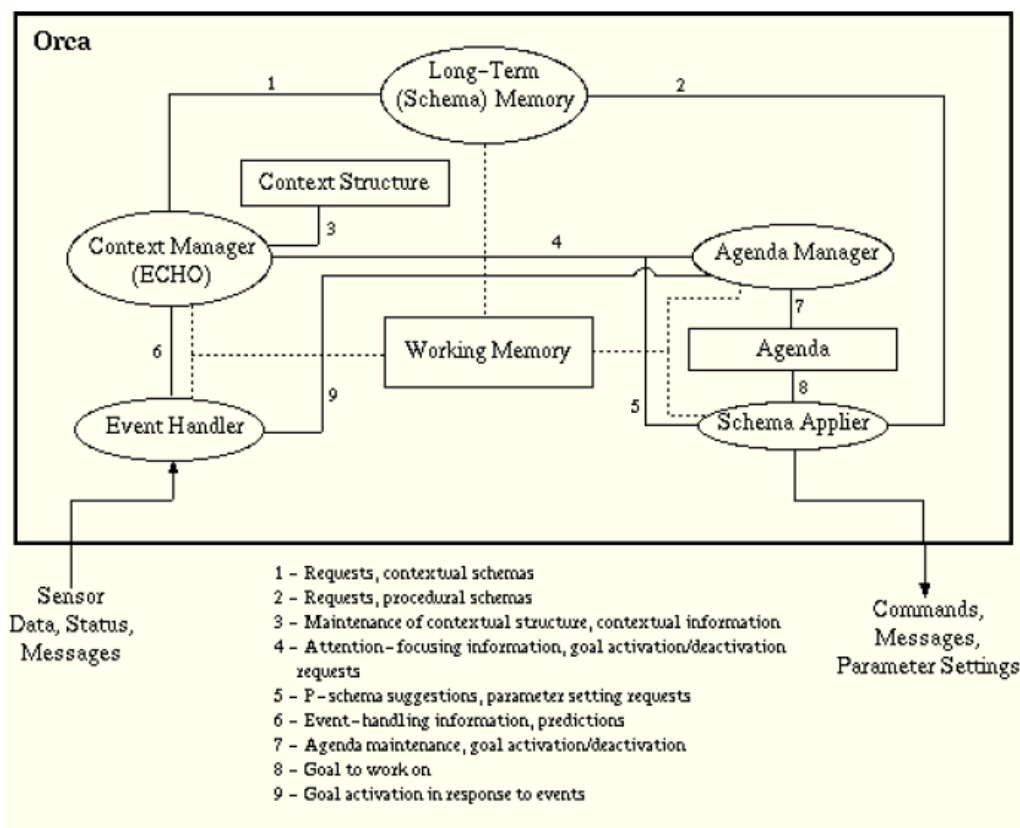 Orca
Long-Term
(Schema) Memory
1
2
Context Structure
3
Context Manager
(ECHO)
4
Agenda Manager
7
6
Working Memory
Agenda
9
5
8
Event Handler
Schema Applier
Sensor
Data, Status,
Messages
Commands,
Messages,
Parameter Settings
1 - Requests, contextual schemas
2 - Requests, procedural schemas
3 - Maintenance of contextual structure, contextual information
4 - Attention-focusing information, goal activation/deactivation
requests
5 - P-schema suggestions, parameter setting requests
6 - Event-handling information, predictions
7 - Agenda maintenance, goal activation/deactivation
8 - Goal to work on
9 - Goal activation in response to events